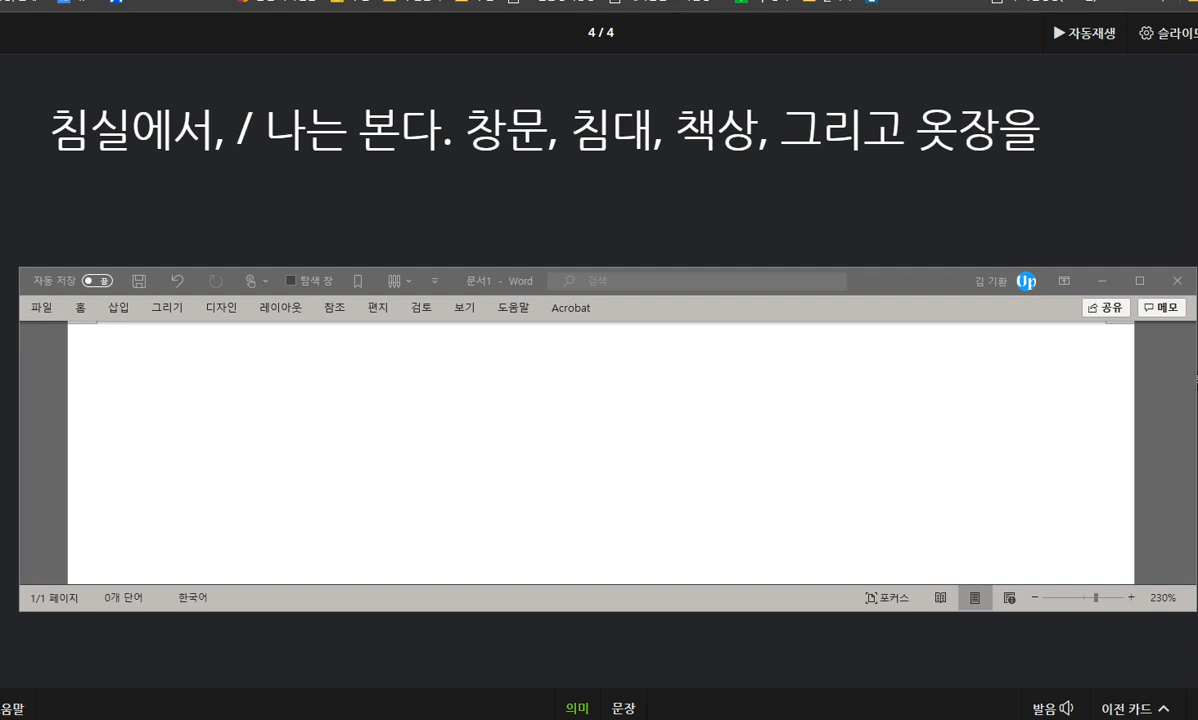 4 / 4
▶자동재생
슬라이드
침실에서, / 나는 본다. 창문, 침대, 책상, 그리고 옷장을
자동 저장 끔 탐색 창 문서1 - Word 검색 김 기환 Up
파일 홈 삽입 그리기 디자인 레이아웃 참조 편지 검토 보기 도움말 Acrobat 공유 메모
1/1 페이지 0개 단어 한국어 포커스 - + 230%
움말 의미 문장 발음 이전 카드